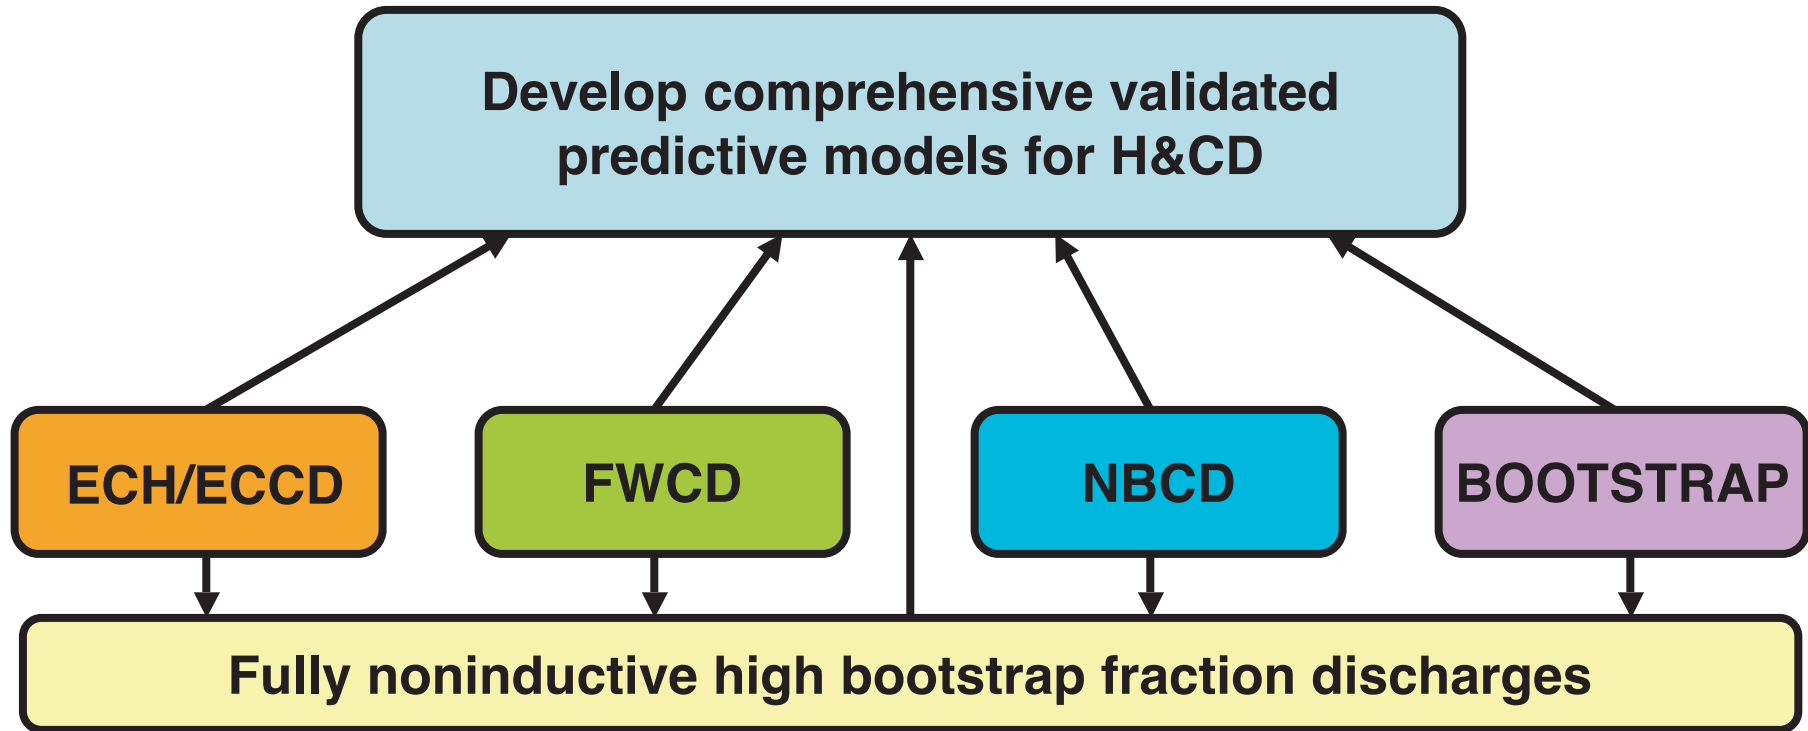 Develop comprehensive validated
predictive models for H&CD
ECH/ECCD
FWCD
NBCD
BOOTSTRAP
Fully noninductive high bootstrap fraction discharges